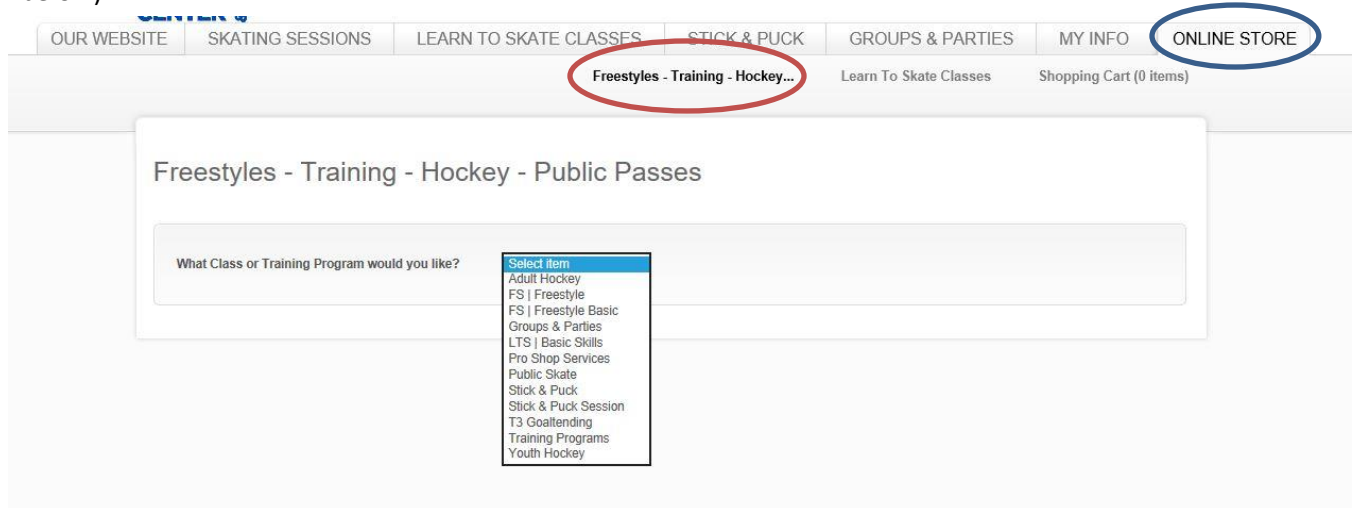 OUR WEBSITE SKATING SESSIONS LEARN TO SKATE CLASSES STICK & PUCK GROUPS & PARTIES MY INFO ONLINE STORE
Freestyles - Training - Hockey... Learn To Skate Classes Shopping Cart (0 items)
Freestyles - Training - Hockey - Public Passes
What Class or Training Program would you like? Select item
Adult Hockey
FS | Freestyle
FS | Freestyle Basic
Groups & Parties
LTS | Basic Skills
Pro Shop Services
Public Skate
Stick & Puck
Stick & Puck Session
T3 Goaltending
Training Programs
Youth Hockey